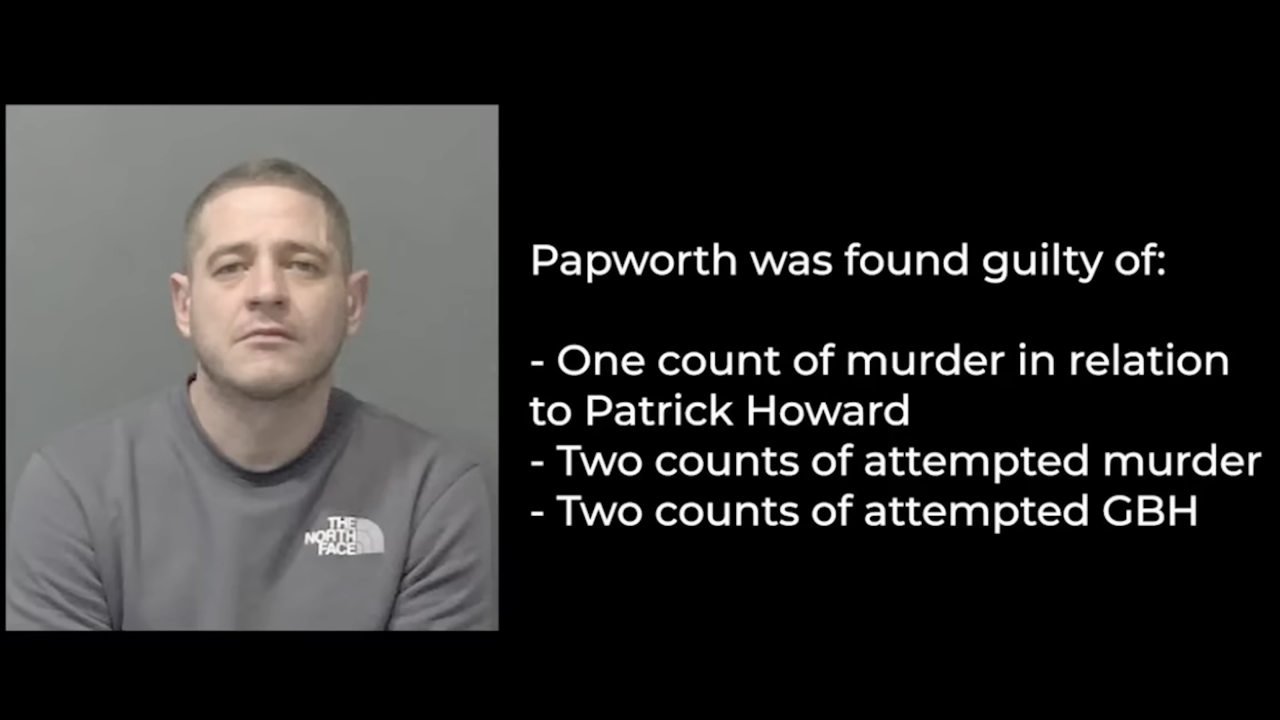 THE
NORTH
FACE
Papworth was found guilty of:
- One count of murder in relation
to Patrick Howard
- Two counts of attempted murder
- Two counts of attempted GBH